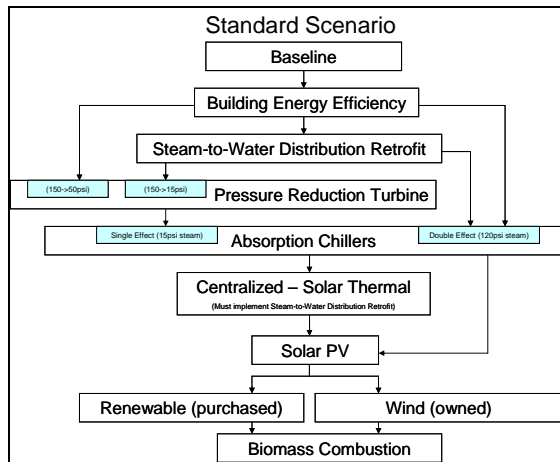 Standard Scenario
Baseline
Building Energy Efficiency
Steam-to-Water Distribution Retrofit
(150->50psi)
(150->15psi)
Pressure Reduction Turbine
Single Effect (15psi steam)
Absorption Chillers
Double Effect (120psi steam)
Centralized – Solar Thermal
(Must implement Steam-to-Water Distribution Retrofit)
Solar PV
Renewable (purchased)
Wind (owned)
Biomass Combustion